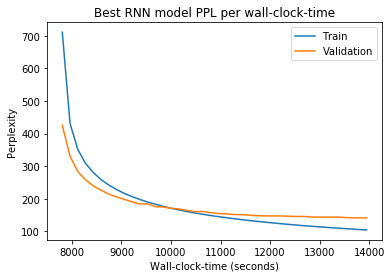 Best RNN model PPL per wall-clock-time
Train
Validation
Perplexity
700
600
500
400
300
200
100
8000 9000 10000 11000 12000 13000 14000
Wall-clock-time (seconds)